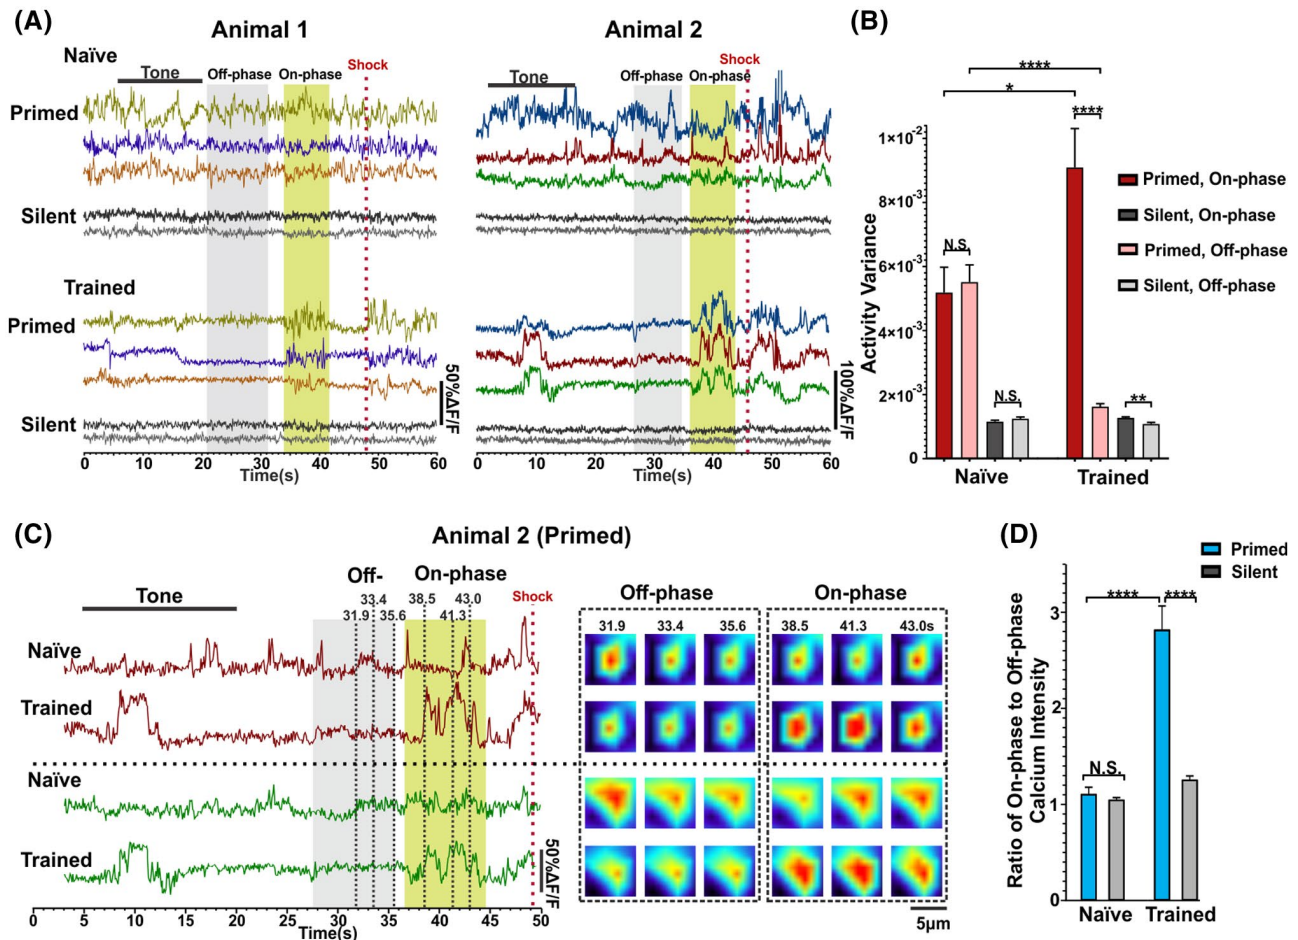 (A)
Animal 1
Animal 2
Naïve
Tone
Off-phase
On-phase
Shock
Tone
Off-phase
On-phase
Shock
Primed
Silent
Trained
Primed
Silent
50%ΔF/F
100%ΔF/F
0 10 20 30 40 50 60
Time(s)
0 10 20 30 40 50 60
Time(s)
(B)
****
*
****
N.S.
N.S.
**
1×10⁻²
8×10⁻³
6×10⁻³
4×10⁻³
2×10⁻³
0
Activity Variance
Naïve
Trained
Primed, On-phase
Silent, On-phase
Primed, Off-phase
Silent, Off-phase
(C)
Animal 2 (Primed)
Tone
Off-
On-phase
31.9
33.4
35.6
38.5
41.3
43.0
Shock
Naïve
Trained
Naïve
Trained
50%ΔF/F
0 5 10 15 20 25 30 35 40 45 50
Time(s)
Off-phase
On-phase
31.9 33.4 35.6
38.5 41.3 43.0s
5μm
(D)
Primed
Silent
****
****
N.S.
3
2
1
0
Ratio of On-phase to Off-phase
Calcium Intensity
Naïve
Trained